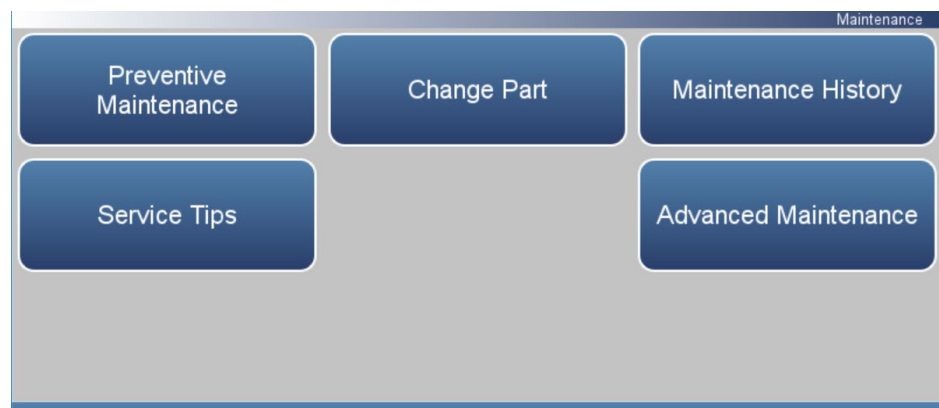 Maintenance
Preventive
Maintenance
Change Part
Maintenance History
Service Tips
Advanced Maintenance